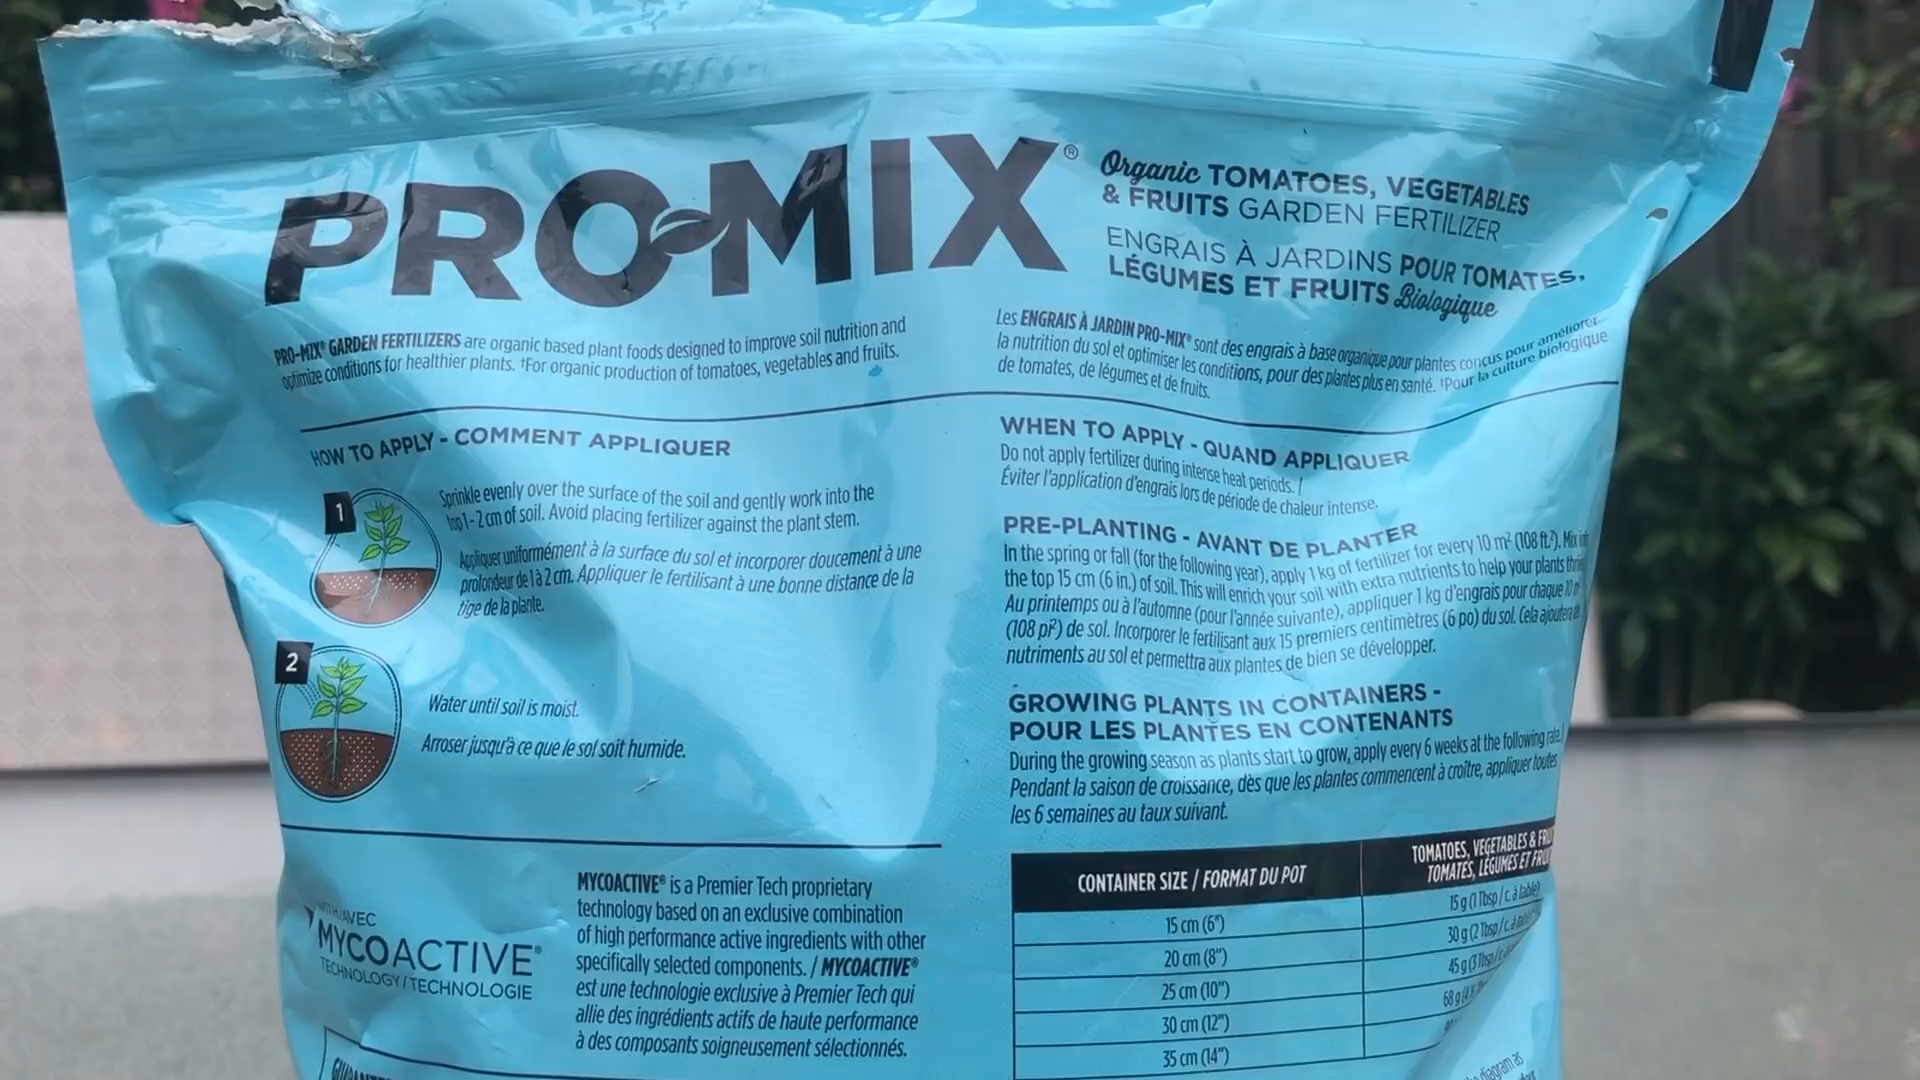 PRO-MIX®
Organic TOMATOES, VEGETABLES
& FRUITS GARDEN FERTILIZER
ENGRAIS À JARDINS POUR TOMATES,
LÉGUMES ET FRUITS Biologique
PRO-MIX® GARDEN FERTILIZERS are organic based plant foods designed to improve soil nutrition and
optimize conditions for healthier plants. †For organic production of tomatoes, vegetables and fruits.
Les ENGRAIS À JARDIN PRO-MIX® sont des engrais à base organique pour plantes conçus pour améliorer
la nutrition du sol et optimiser les conditions, pour des plantes plus en santé. †Pour la culture biologique
de tomates, de légumes et de fruits.
HOW TO APPLY - COMMENT APPLIQUER
1
Sprinkle evenly over the surface of the soil and gently work into the
top 1-2 cm of soil. Avoid placing fertilizer against the plant stem.
Appliquer uniformément à la surface du sol et incorporer doucement à une
profondeur de 1 à 2 cm. Appliquer le fertilisant à une bonne distance de la
tige de la plante.
2
Water until soil is moist.
Arroser jusqu'à ce que le sol soit humide.
WITH/AVEC
MYCOACTIVE®
TECHNOLOGY/TECHNOLOGIE
MYCOACTIVE® is a Premier Tech proprietary
technology based on an exclusive combination
of high performance active ingredients with other
specifically selected components. / MYCOACTIVE®
est une technologie exclusive à Premier Tech qui
allie des ingrédients actifs de haute performance
à des composants soigneusement sélectionnés.
WHEN TO APPLY - QUAND APPLIQUER
Do not apply fertilizer during intense heat periods. /
Éviter l'application d'engrais lors de période de chaleur intense.
PRE-PLANTING - AVANT DE PLANTER
In the spring or fall (for the following year), apply 1 kg of fertilizer for every 10 m² (108 ft.²). Mix
the top 15 cm (6 in.) of soil. This will enrich your soil with extra nutrients to help your plants
Au printemps ou à l'automne (pour l'année suivante), appliquer 1 kg d'engrais pour chaque 10
(108 pi²) de sol. Incorporer le fertilisant aux 15 premiers centimètres (6 po) du sol. Cela ajoutera
nutriments au sol et permettra aux plantes de bien se développer.
GROWING PLANTS IN CONTAINERS -
POUR LES PLANTES EN CONTENANTS
During the growing season as plants start to grow, apply every 6 weeks at the following rate.
Pendant la saison de croissance, dès que les plantes commencent à croître, appliquer toutes
les 6 semaines au taux suivant.
CONTAINER SIZE / FORMAT DU POT
TOMATOES, VEGETABLES &
TOMATES, LÉGUMES ET
15 cm (6")
15 g (1 Tbsp / c. à table)
20 cm (8")
30 g (2 Tbsp / c. à
25 cm (10")
45 g (3 Tbsp /
30 cm (12")
68 g
35 cm (14")
diagram as